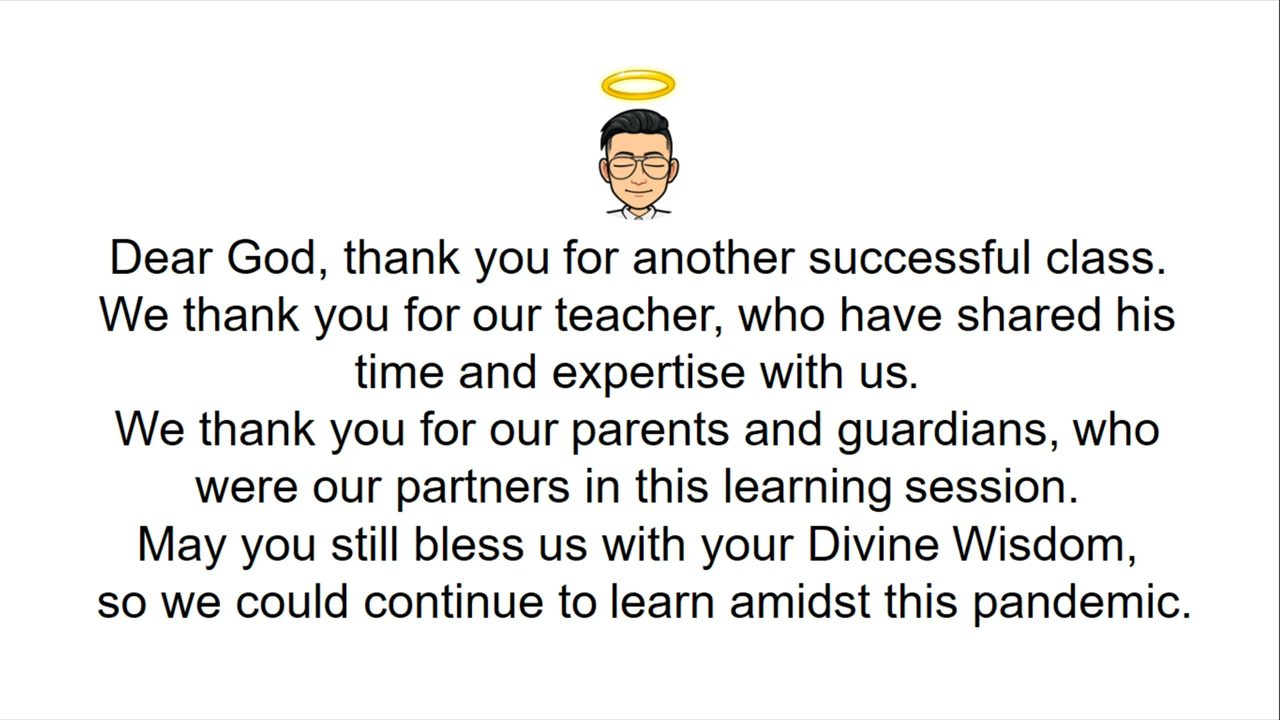 Dear God, thank you for another successful class.
We thank you for our teacher, who have shared his
time and expertise with us.
We thank you for our parents and guardians, who
were our partners in this learning session.
May you still bless us with your Divine Wisdom,
so we could continue to learn amidst this pandemic.